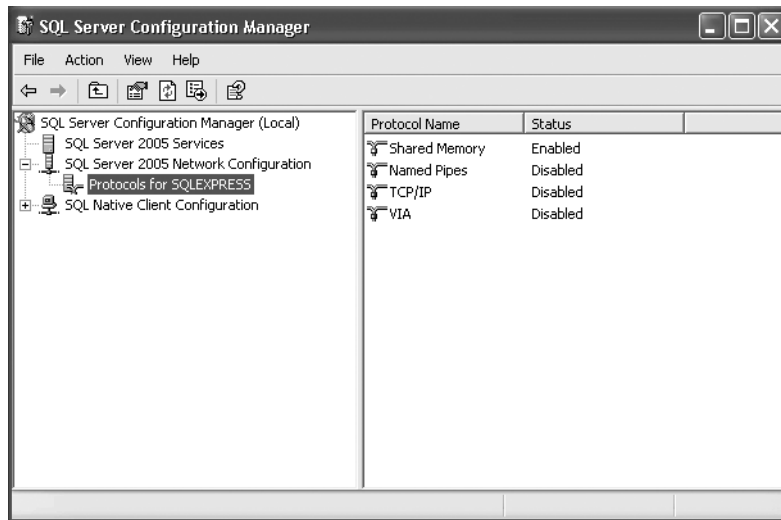 SQL Server Configuration Manager
File Action View Help
SQL Server Configuration Manager (Local)
SQL Server 2005 Services
SQL Server 2005 Network Configuration
Protocols for SQLEXPRESS
SQL Native Client Configuration
Protocol Name Status
Shared Memory Enabled
Named Pipes Disabled
TCP/IP Disabled
VIA Disabled